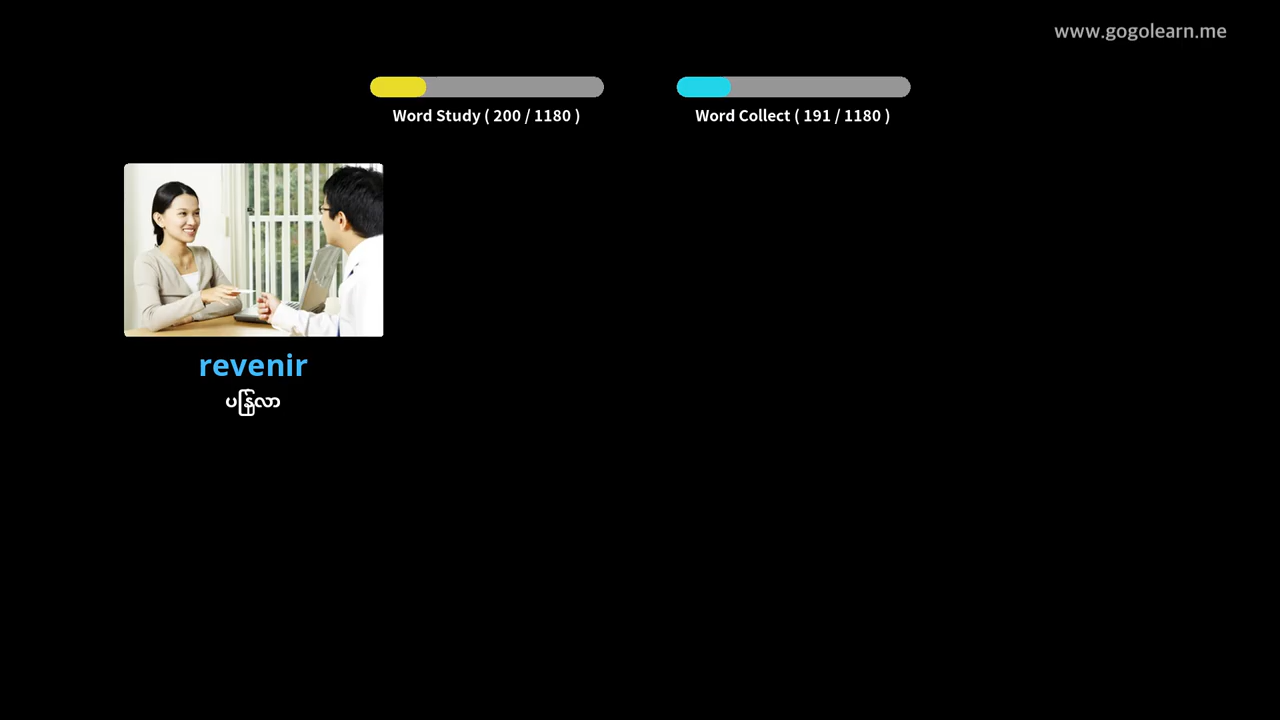 www.gogolearn.me
Word Study ( 200 / 1180 )
Word Collect ( 191 / 1180 )
revenir
ပြန်လာ